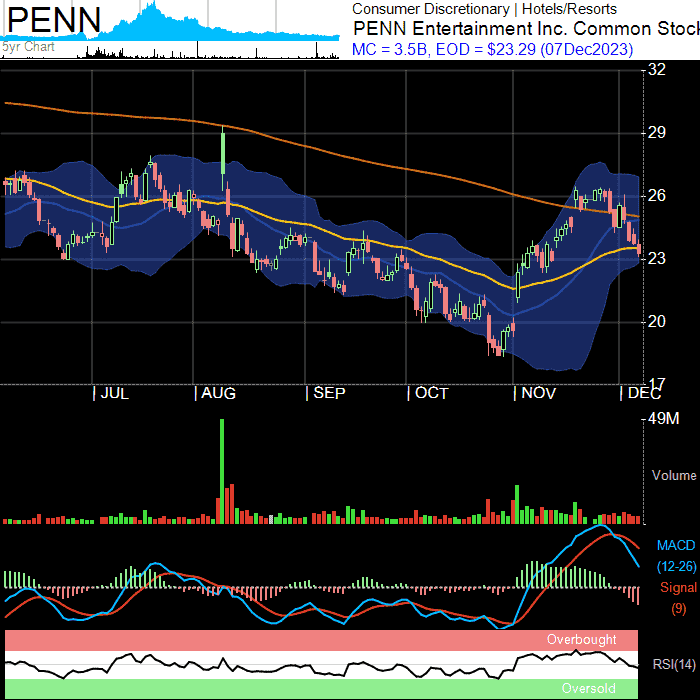 PENN
5yr Chart
Consumer Discretionary | Hotels/Resorts
PENN Entertainment Inc. Common Stock
MC = 3.5B, EOD = $23.29 (07Dec2023)
32
29
26
23
20
17
JUL AUG SEP OCT NOV DEC
49M
Volume
MACD
(12-26)
Signal
(9)
Overbought
RSI(14)
Oversold